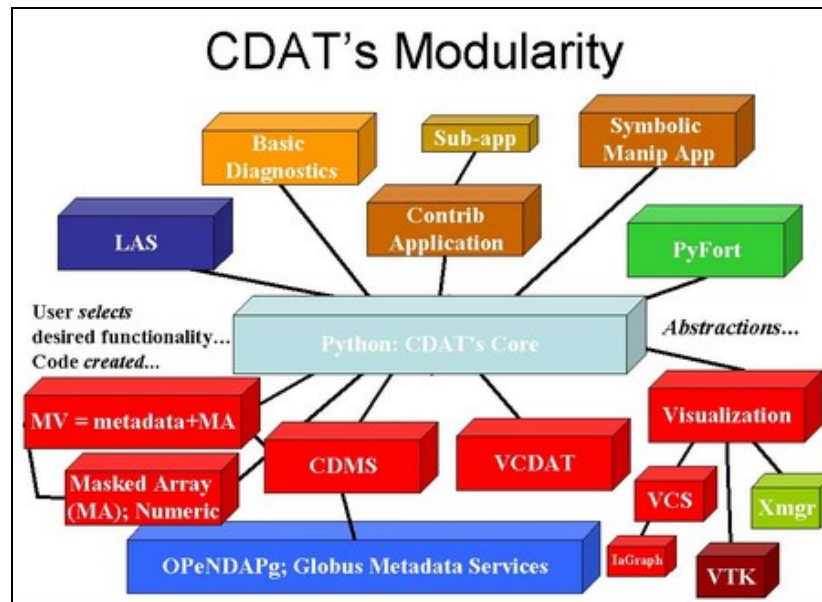 CDAT's Modularity
Basic
Diagnostics
Sub-app
Symbolic
Manip App
LAS
Contrib
Application
PyFort
User selects
desired functionality...
Code created...
Python: CDAT's Core
Abstractions...
MV = metadata+MA
CDMS
VCDAT
Visualization
Masked Array
(MA); Numeric
VCS
Xmgr
OPeNDAPg; Globus Metadata Services
IaGraph
VTK